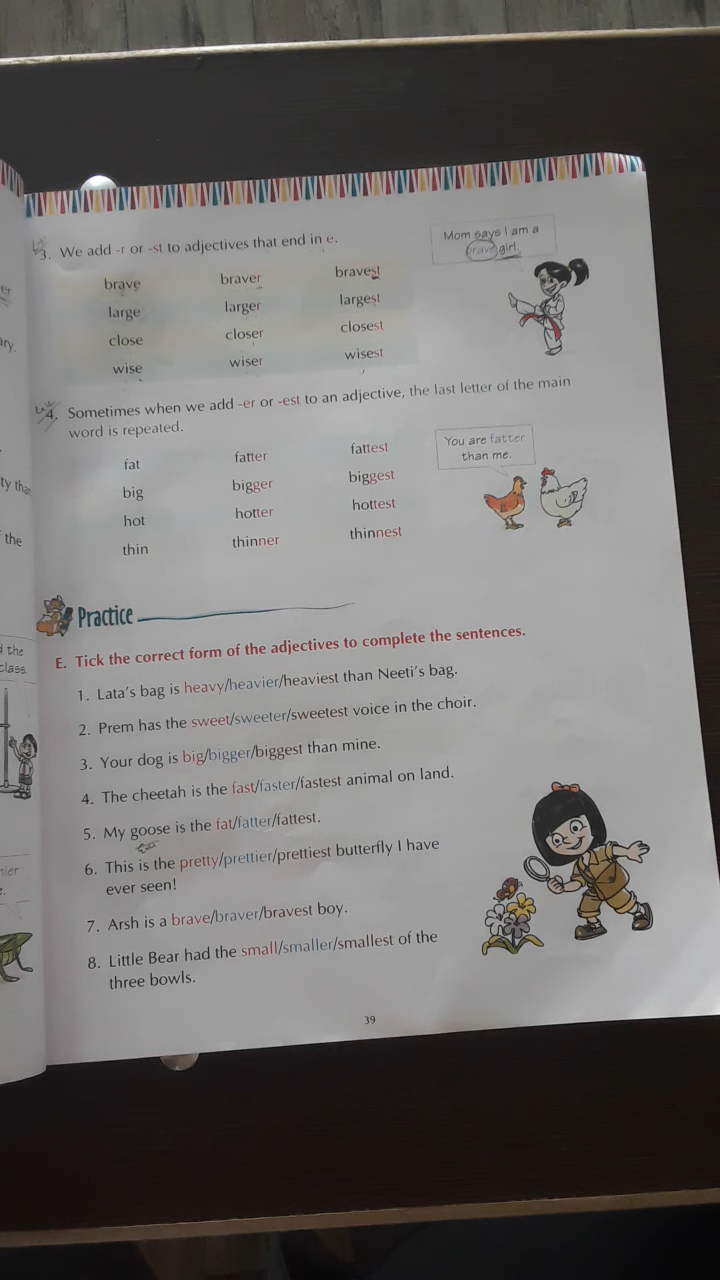 3. We add -r or -st to adjectives that end in e.
Mom says I am a
brave girl.
brave braver bravest
large larger largest
close closer closest
wise wiser wisest
4. Sometimes when we add -er or -est to an adjective, the last letter of the main
word is repeated.
You are fatter
than me.
fat fatter fattest
big bigger biggest
hot hotter hottest
thin thinner thinnest
Practice
E. Tick the correct form of the adjectives to complete the sentences.
1. Lata's bag is heavy/heavier/heaviest than Neeti's bag.
2. Prem has the sweet/sweeter/sweetest voice in the choir.
3. Your dog is big/bigger/biggest than mine.
4. The cheetah is the fast/faster/fastest animal on land.
5. My goose is the fat/fatter/fattest.
6. This is the pretty/prettier/prettiest butterfly I have
ever seen!
7. Arsh is a brave/braver/bravest boy.
8. Little Bear had the small/smaller/smallest of the
three bowls.
39